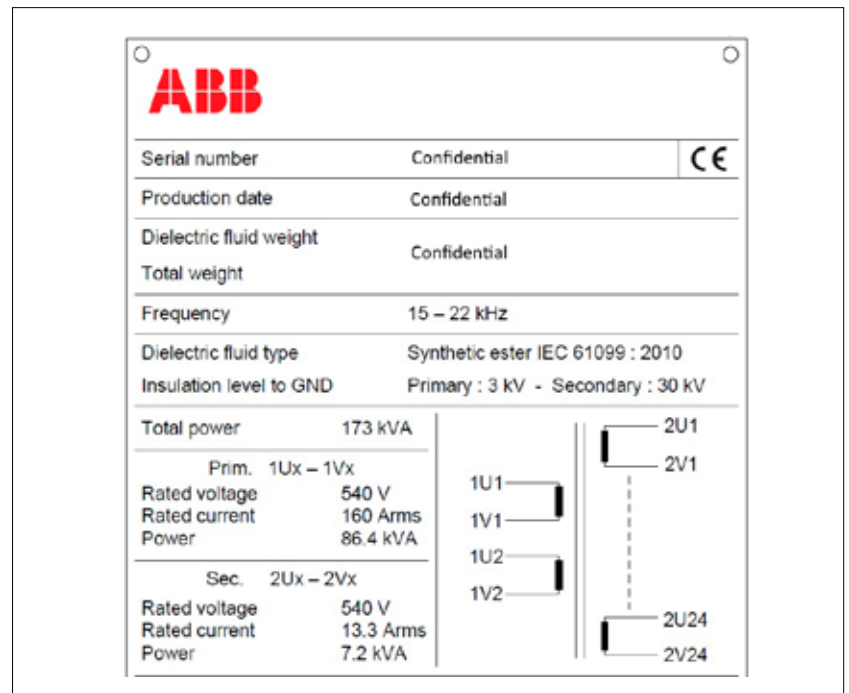 ABB
Serial number Confidential CE
Production date Confidential
Dielectric fluid weight
Confidential
Total weight
Frequency 15 – 22 kHz
Dielectric fluid type Synthetic ester IEC 61099 : 2010
Insulation level to GND Primary : 3 kV - Secondary : 30 kV
Total power 173 kVA
Prim. 1Ux – 1Vx
Rated voltage 540 V
Rated current 160 Arms
Power 86.4 kVA
Sec. 2Ux – 2Vx
Rated voltage 540 V
Rated current 13.3 Arms
Power 7.2 kVA
1U1
1V1
1U2
1V2
2U1
2V1
2U24
2V24